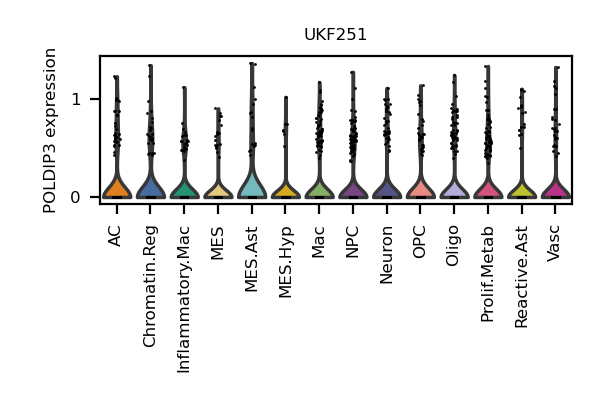 UKF251
POLDIP3 expression
1
0
AC
Chromatin.Reg
Inflammatory.Mac
MES
MES.Ast
MES.Hyp
Mac
NPC
Neuron
OPC
Oligo
Prolif.Metab
Reactive.Ast
Vasc